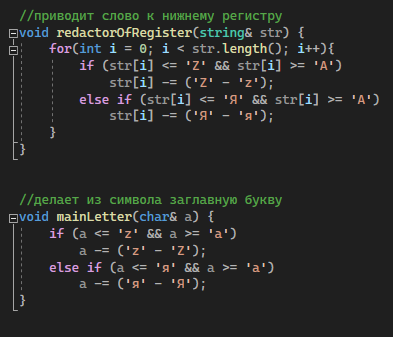 //приводит слово к нижнему регистру
void redactorOfRegister(string& str) {
for(int i = 0; i < str.length(); i++){
if (str[i] <= 'Z' && str[i] >= 'A')
str[i] -= ('Z' - 'z');
else if (str[i] <= 'Я' && str[i] >= 'А')
str[i] -= ('Я' - 'я');
}
}
//делает из символа заглавную букву
void mainLetter(char& a) {
if (a <= 'z' && a >= 'a')
a -= ('z' - 'Z');
else if (a <= 'я' && a >= 'а')
a -= ('я' - 'Я');
}